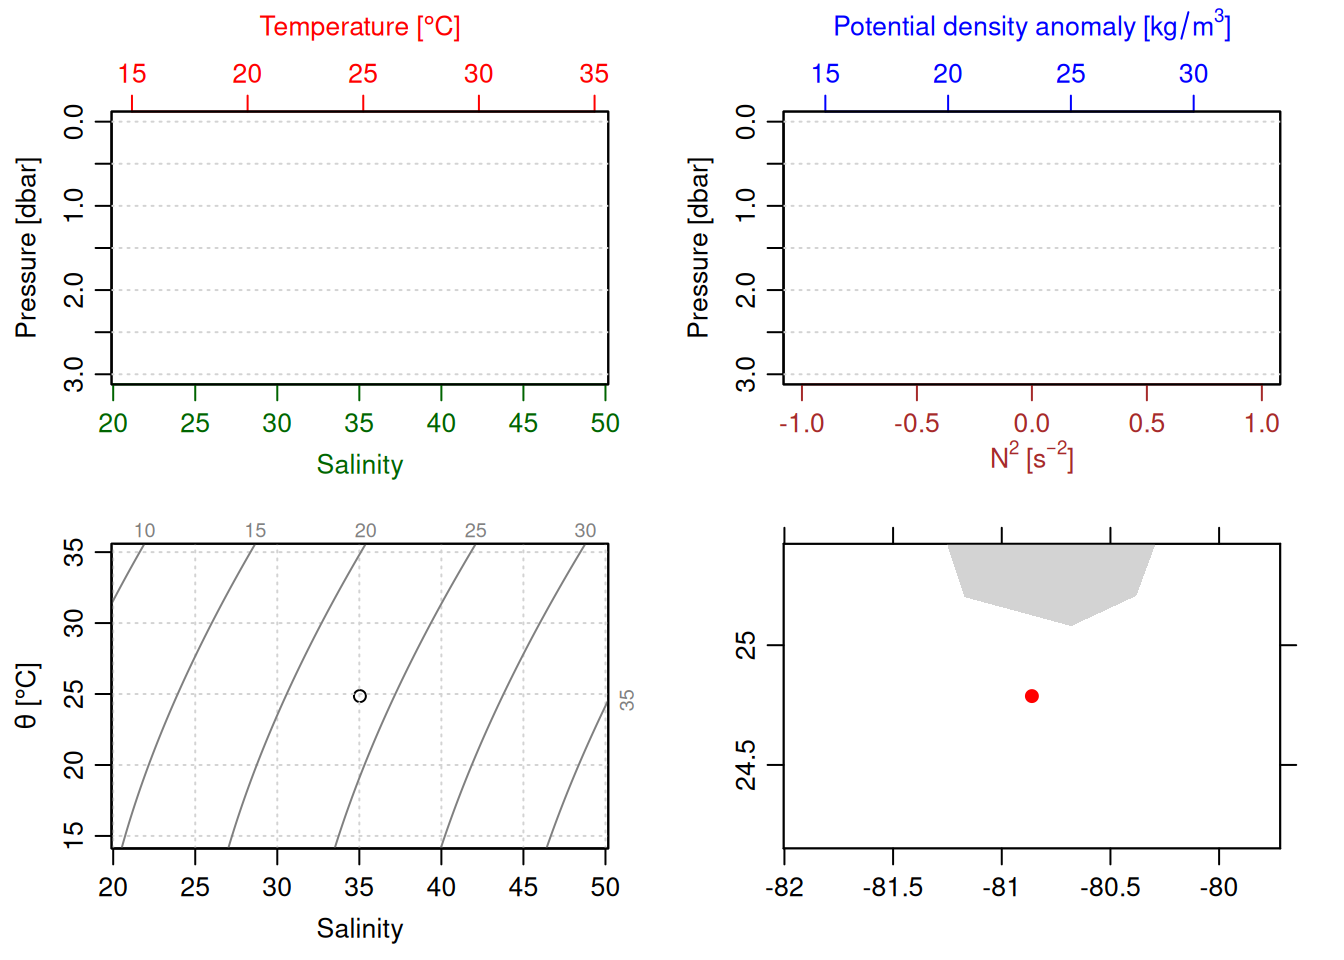 Temperature [°C]
15 20 25 30 35
Pressure [dbar]
0.0 1.0 2.0 3.0
20 25 30 35 40 45 50
Salinity
Potential density anomaly [kg/m³]
15 20 25 30
Pressure [dbar]
0.0 1.0 2.0 3.0
-1.0 -0.5 0.0 0.5 1.0
N² [s⁻²]
10 15 20 25 30
35
θ [°C]
15 20 25 30 35
20 25 30 35 40 45 50
Salinity
25
24.5
-82 -81.5 -81 -80.5 -80